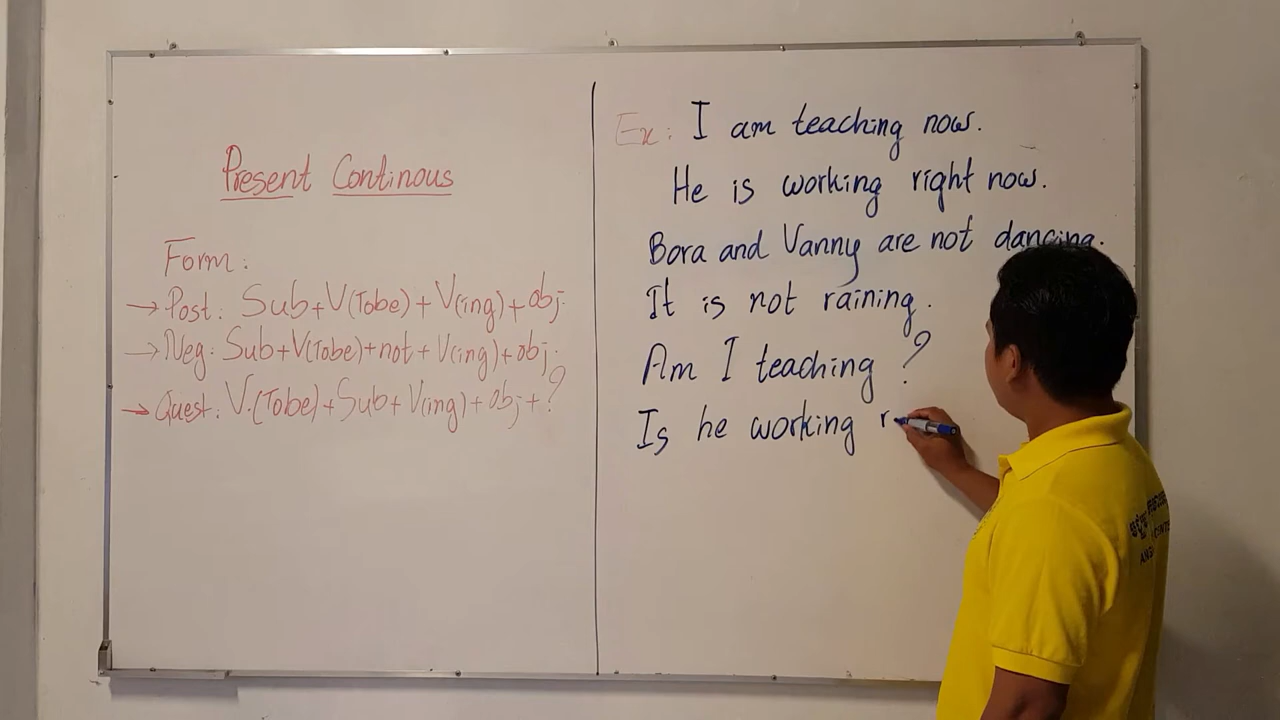 Present Continous
Form:
→ Post: Sub+V(Tobe)+V(ing)+obj.
→ Neg: Sub+V(Tobe)+not+V(ing)+obj.
→ Quest: V.(Tobe)+Sub+V(ing)+obj+?
Ex: I am teaching now.
He is working right now.
Bora and Vanny are not dancing.
It is not raining.
Am I teaching?
Is he working r